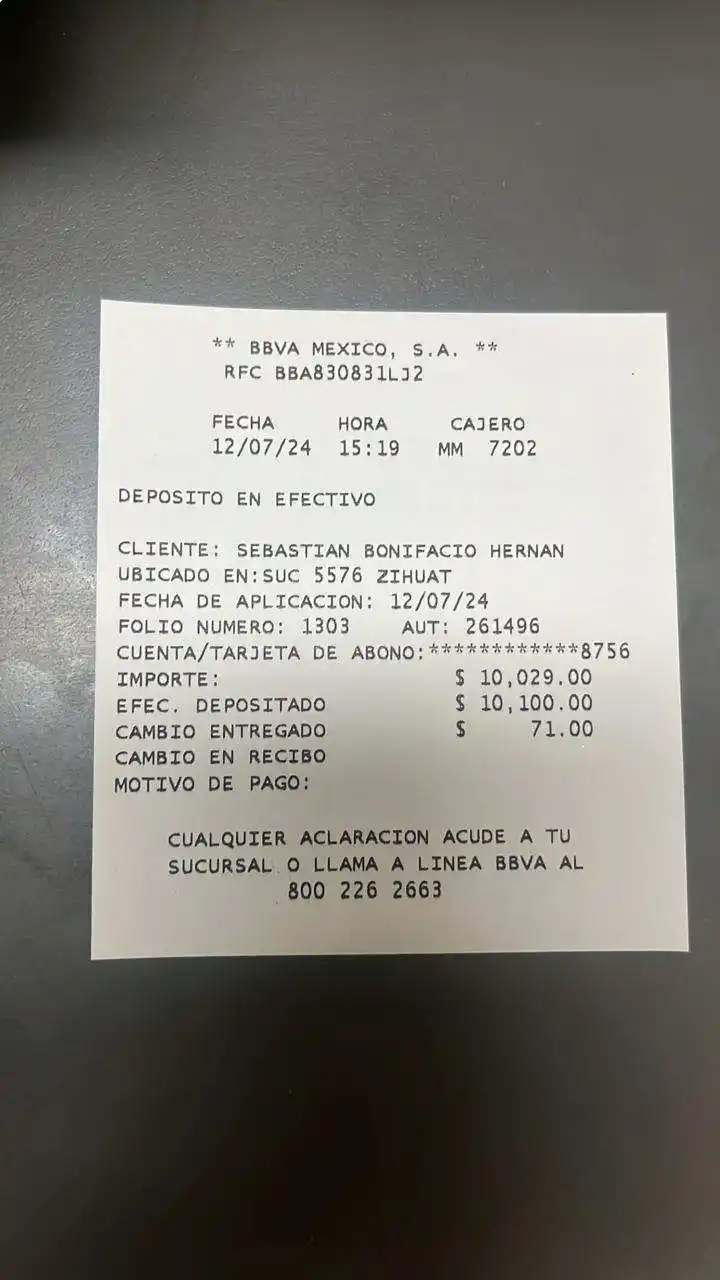 ** BBVA MEXICO, S.A. **
RFC BBA830831LJ2
FECHA HORA CAJERO
12/07/24 15:19 MM 7202
DEPOSITO EN EFECTIVO
CLIENTE: SEBASTIAN BONIFACIO HERNAN
UBICADO EN:SUC 5576 ZIHUAT
FECHA DE APLICACION: 12/07/24
FOLIO NUMERO: 1303 AUT: 261496
CUENTA/TARJETA DE ABONO:************8756
IMPORTE: $ 10,029.00
EFEC. DEPOSITADO $ 10,100.00
CAMBIO ENTREGADO $ 71.00
CAMBIO EN RECIBO
MOTIVO DE PAGO:
CUALQUIER ACLARACION ACUDE A TU
SUCURSAL O LLAMA A LINEA BBVA AL
800 226 2663